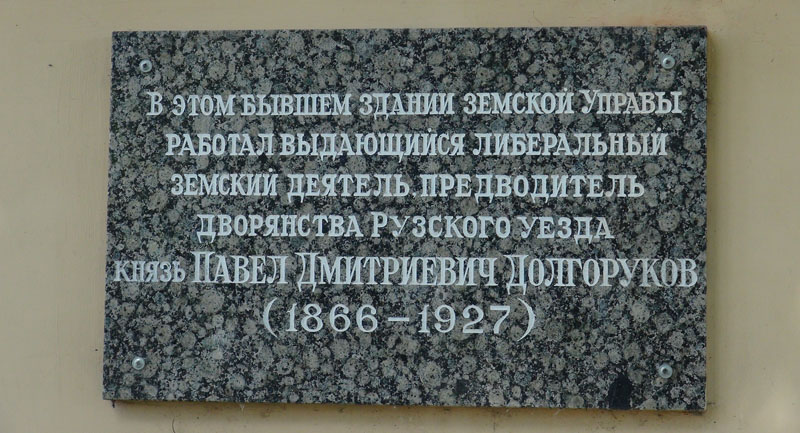 В этом бывшем здании Земской Управы
работал выдающийся либеральный
земский деятель. предводитель
дворянства Рузского уезда
князь Павел Дмитриевич Долгоруков
(1866–1927)